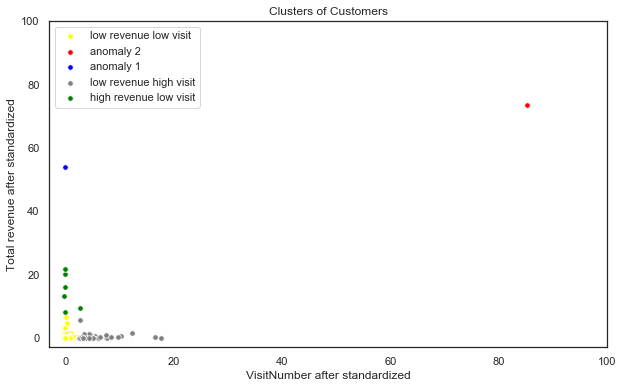 Clusters of Customers
100
80
60
40
20
0
Total revenue after standardized
low revenue low visit
anomaly 2
anomaly 1
low revenue high visit
high revenue low visit
0 20 40 60 80 100
VisitNumber after standardized